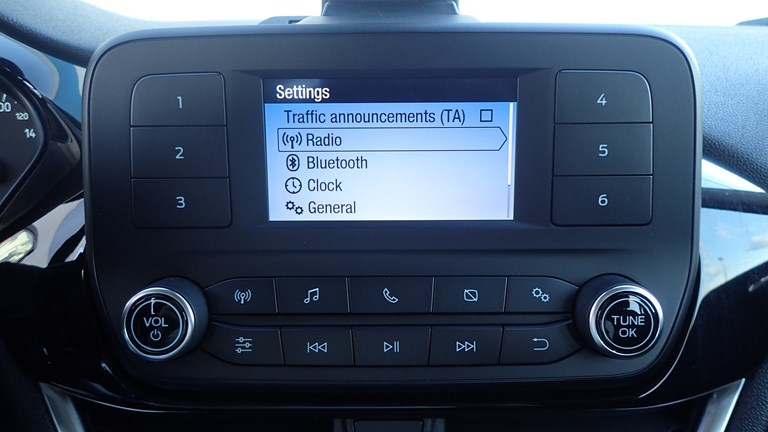 Settings
Traffic announcements (TA)
Radio
Bluetooth
Clock
General
1
2
3
4
5
6
VOL
TUNE
OK
100
120
14